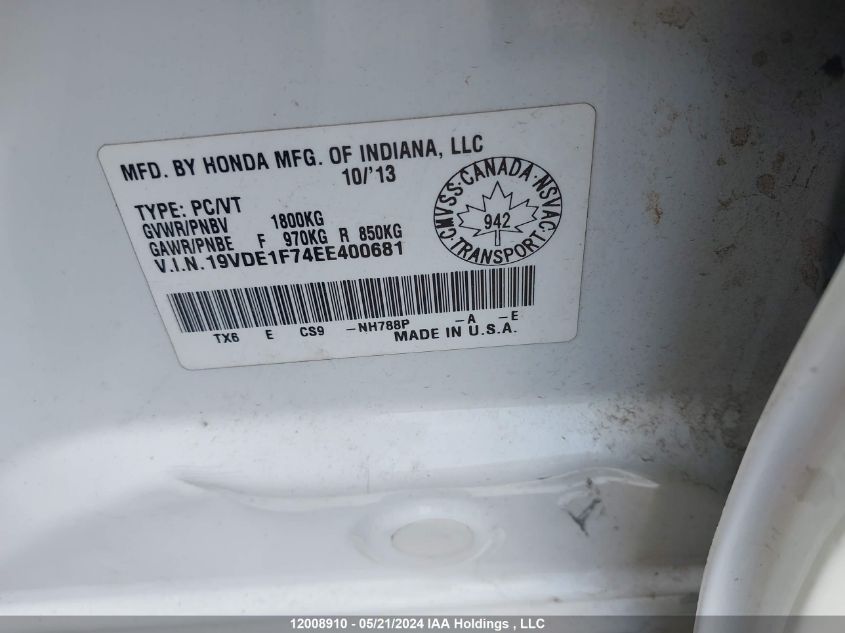 MFD. BY HONDA MFG. OF INDIANA, LLC
10/'13
TYPE: PC/VT
GVWR/PNBV 1800KG
GAWR/PNBE F 970KG R 850KG
V.I.N. 19VDE1F74EE400681
CMVSS·CANADA·NSVAC
942
TRANSPORT
TX6 E CS9 -NH788P -A -E
MADE IN U.S.A.
12008910 - 05/21/2024 IAA Holdings , LLC